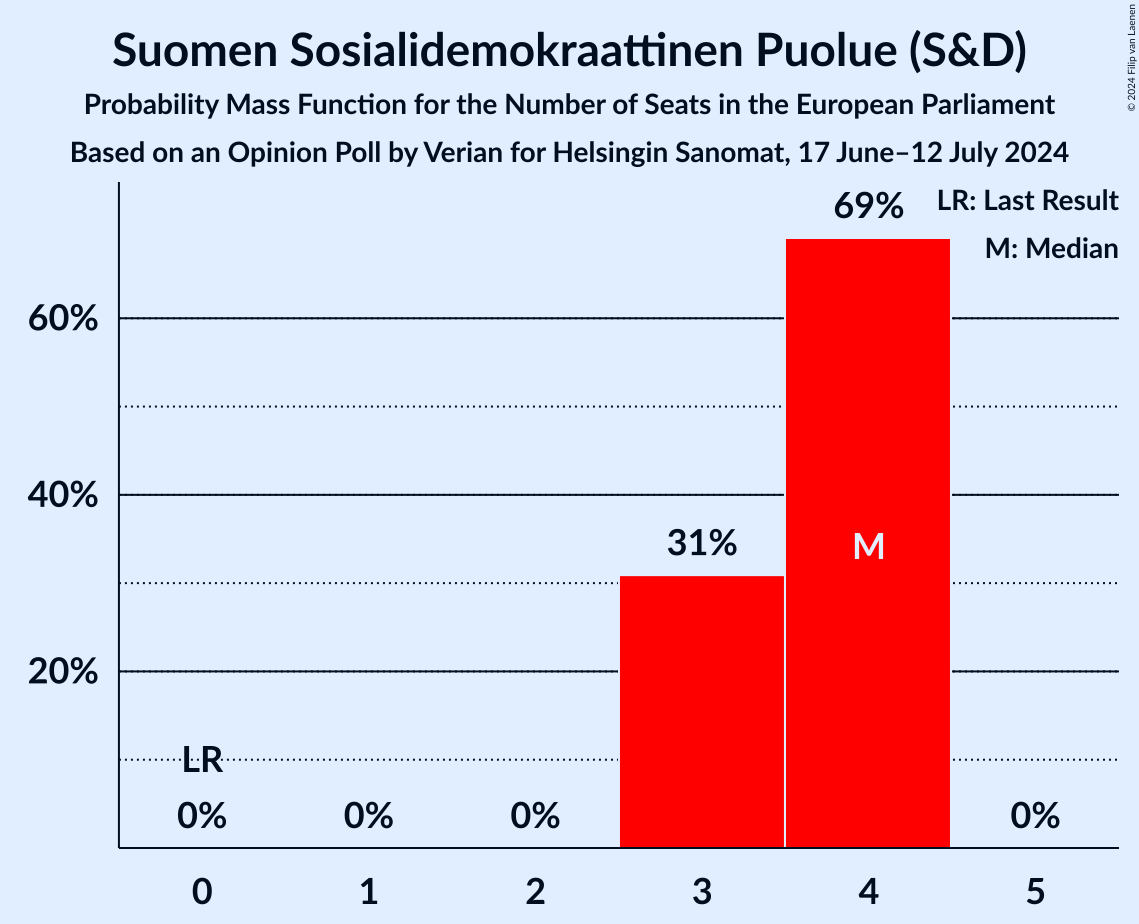 Suomen Sosialidemokraattinen Puolue (S&D)
Probability Mass Function for the Number of Seats in the European Parliament
Based on an Opinion Poll by Verian for Helsingin Sanomat, 17 June–12 July 2024
© 2024 Filip van Laenen
LR: Last Result
M: Median
69%
60%
40%
31%
M
20%
LR
0% 0% 0% 0%
0 1 2 3 4 5